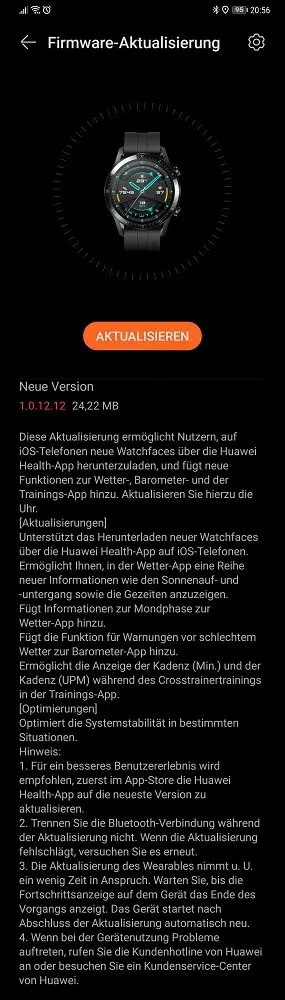 95 20:56
Firmware-Aktualisierung
AKTUALISIEREN
Neue Version
1.0.12.12 24,22 MB
Diese Aktualisierung ermöglicht Nutzern, auf
iOS-Telefonen neue Watchfaces über die Huawei
Health-App herunterzuladen, und fügt neue
Funktionen zur Wetter-, Barometer- und der
Trainings-App hinzu. Aktualisieren Sie hierzu die
Uhr.
[Aktualisierungen]
Unterstützt das Herunterladen neuer Watchfaces
über die Huawei Health-App auf iOS-Telefonen.
Ermöglicht Ihnen, in der Wetter-App eine Reihe
neuer Informationen wie den Sonnenauf- und
-untergang sowie die Gezeiten anzuzeigen.
Fügt Informationen zur Mondphase zur
Wetter-App hinzu.
Fügt die Funktion für Warnungen vor schlechtem
Wetter zur Barometer-App hinzu.
Ermöglicht die Anzeige der Kadenz (Min.) und der
Kadenz (UPM) während des Crosstrainertrainings
in der Trainings-App.
[Optimierungen]
Optimiert die Systemstabilität in bestimmten
Situationen.
Hinweis:
1. Für ein besseres Benutzererlebnis wird
empfohlen, zuerst im App-Store die Huawei
Health-App auf die neueste Version zu
aktualisieren.
2. Trennen Sie die Bluetooth-Verbindung während
der Aktualisierung nicht. Wenn die Aktualisierung
fehlschlägt, versuchen Sie es erneut.
3. Die Aktualisierung des Wearables nimmt u. U.
ein wenig Zeit in Anspruch. Warten Sie, bis die
Fortschrittsanzeige auf dem Gerät das Ende des
Vorgangs anzeigt. Das Gerät startet nach
Abschluss der Aktualisierung automatisch neu.
4. Wenn bei der Gerätenutzung Probleme
auftreten, rufen Sie die Kundenhotline von Huawei
an oder besuchen Sie ein Kundenservice-Center
von Huawei.